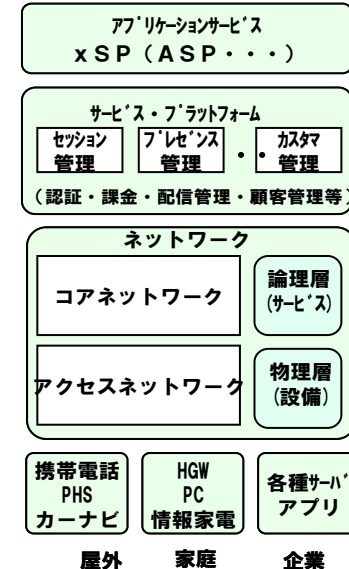 アプリケーションサービス
xSP(ASP・・・)
サービス・プラットフォーム
セッション プレゼンス カスタマ
管理 管理 ・・ 管理
(認証・課金・配信管理・顧客管理等)
ネットワーク
コアネットワーク
論理層
(サービス)
アクセスネットワーク
物理層
(設備)
携帯電話
PHS
カーナビ
HGW
PC
情報家電
各種サーバ
アプリ
屋外 家庭 企業